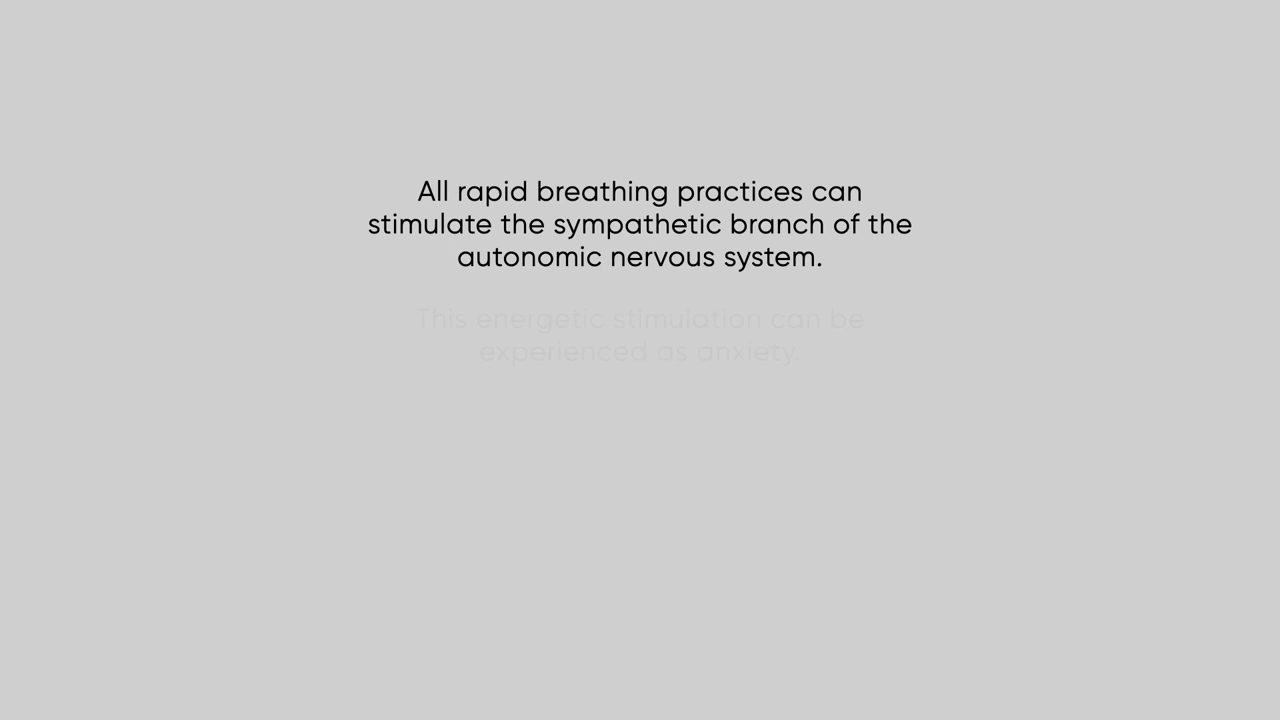 All rapid breathing practices can
stimulate the sympathetic branch of the
autonomic nervous system.
This energetic stimulation can be
experienced as anxiety.